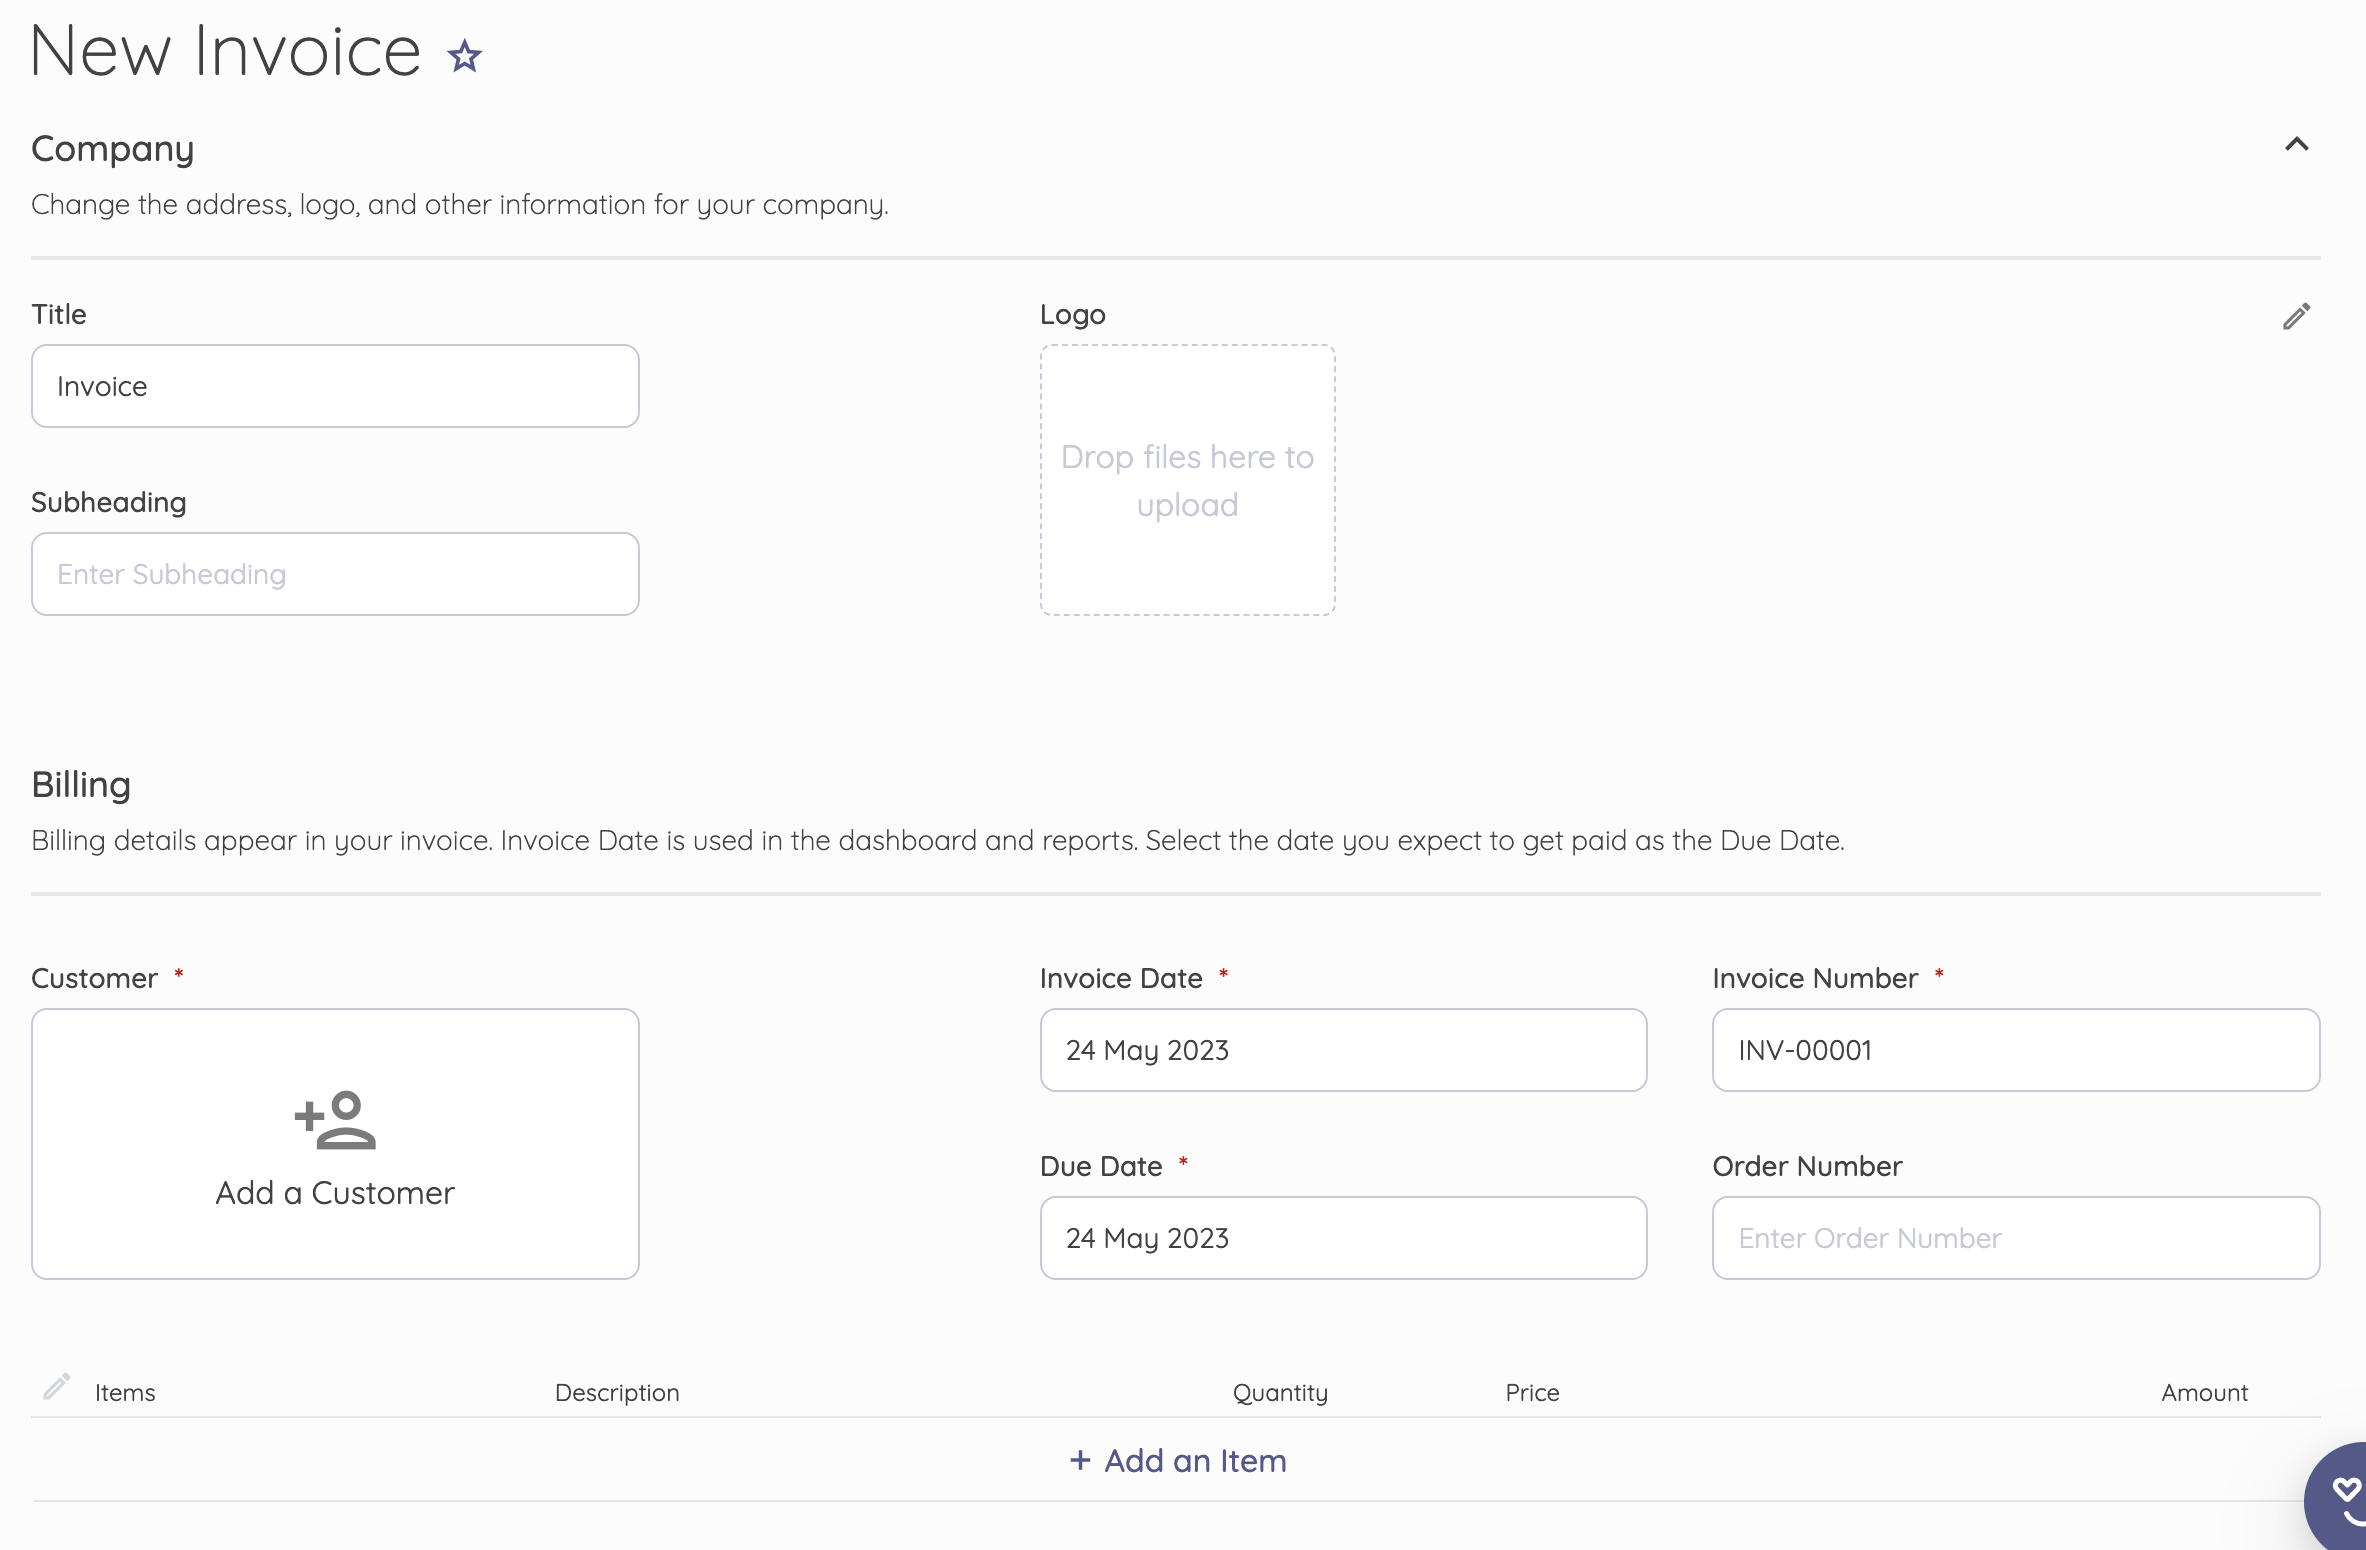 New Invoice
Company
Change the address, logo, and other information for your company.
Title
Logo
Invoice
Drop files here to
upload
Subheading
Enter Subheading
Billing
Billing details appear in your invoice. Invoice Date is used in the dashboard and reports. Select the date you expect to get paid as the Due Date.
Customer *
Invoice Date *
Invoice Number *
24 May 2023
INV-00001
Add a Customer
Due Date *
Order Number
24 May 2023
Enter Order Number
Items Description Quantity Price Amount
+ Add an Item